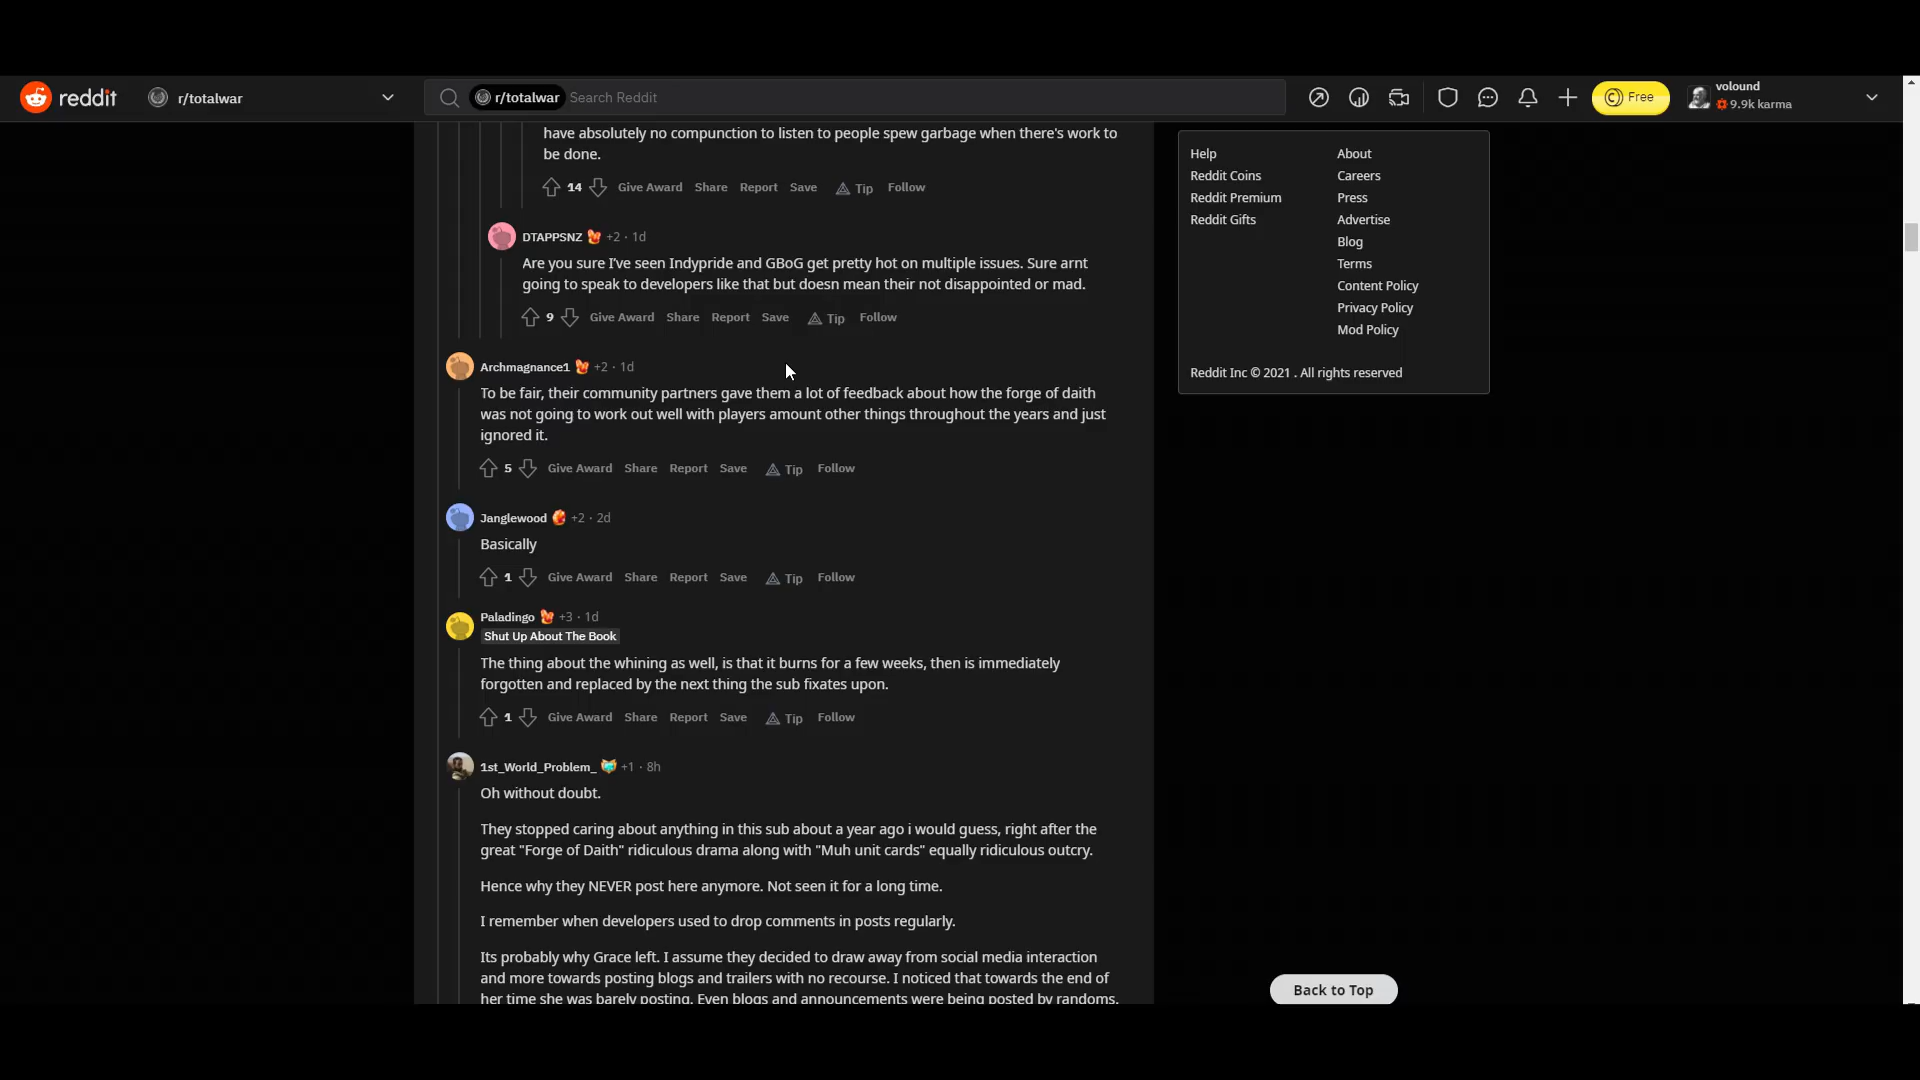 reddit
r/totalwar
r/totalwar Search Reddit
Free
volound
9.9k karma
have absolutely no compunction to listen to people spew garbage when there's work to
be done.
14 Give Award Share Report Save Tip Follow
DTAPPSNZ +2 · 1d
Are you sure I've seen Indypride and GBoG get pretty hot on multiple issues. Sure arnt
going to speak to developers like that but doesn mean their not disappointed or mad.
9 Give Award Share Report Save Tip Follow
Archmagnance1 +2 · 1d
To be fair, their community partners gave them a lot of feedback about how the forge of daith
was not going to work out well with players amount other things throughout the years and just
ignored it.
5 Give Award Share Report Save Tip Follow
Janglewood +2 · 2d
Basically
1 Give Award Share Report Save Tip Follow
Paladingo +3 · 1d
Shut Up About The Book
The thing about the whining as well, is that it burns for a few weeks, then is immediately
forgotten and replaced by the next thing the sub fixates upon.
1 Give Award Share Report Save Tip Follow
1st_World_Problem_ +1 · 8h
Oh without doubt.
They stopped caring about anything in this sub about a year ago i would guess, right after the
great "Forge of Daith" ridiculous drama along with "Muh unit cards" equally ridiculous outcry.
Hence why they NEVER post here anymore. Not seen it for a long time.
I remember when developers used to drop comments in posts regularly.
Its probably why Grace left. I assume they decided to draw away from social media interaction
and more towards posting blogs and trailers with no recourse. I noticed that towards the end of
her time she was barely posting. Even blogs and announcements were being posted by randoms.
Help About
Reddit Coins Careers
Reddit Premium Press
Reddit Gifts Advertise
Blog
Terms
Content Policy
Privacy Policy
Mod Policy
Reddit Inc © 2021 . All rights reserved
Back to Top